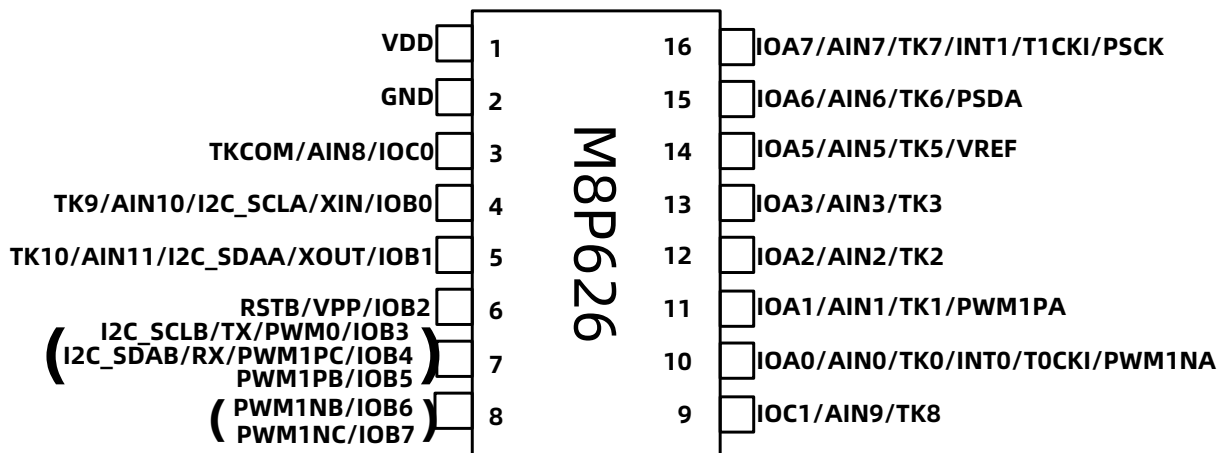 VDD 1 16 IOA7/AIN7/TK7/INT1/T1CKI/PSCK
GND 2 15 IOA6/AIN6/TK6/PSDA
TKCOM/AIN8/IOC0 3 14 IOA5/AIN5/TK5/VREF
TK9/AIN10/I2C_SCLA/XIN/IOB0 4 13 IOA3/AIN3/TK3
TK10/AIN11/I2C_SDAA/XOUT/IOB1 5 12 IOA2/AIN2/TK2
RSTB/VPP/IOB2 6 11 IOA1/AIN1/TK1/PWM1PA
(I2C_SCLB/TX/PWM0/IOB3
I2C_SDAB/RX/PWM1PC/IOB4
PWM1PB/IOB5) 7 10 IOA0/AIN0/TK0/INT0/T0CKI/PWM1NA
(PWM1NB/IOB6
PWM1NC/IOB7) 8 9 IOC1/AIN9/TK8
M8P626